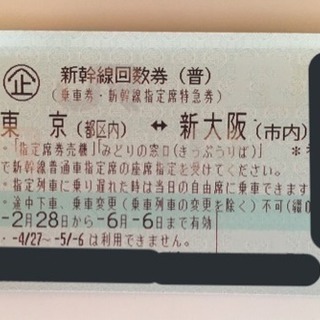 企 新幹線回数券（普）
（乗車券・新幹線指定席特急券）
東 京（都区内） ↔ 新大阪（市内）
・「指定席券売機」「みどりの窓口（きっぷうりば）」
で新幹線普通車指定席の座席指定を受けてください。
・指定列車に乗り遅れた時は当日の自由席に乗車できます
・途中下車、乗車変更（乗車列車の変更を除く）不可
-2月28日から-6月-6日まで有効
・-4/27～-5/-6は利用できません。